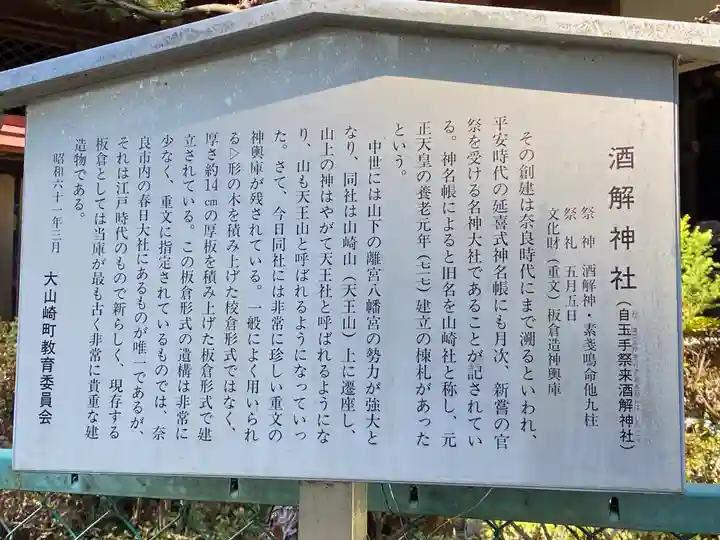 酒解神社（自玉手祭来酒解神社）
祭神　酒解神・素戔嗚命他九柱
祭礼　五月五日
文化財（重文）板倉造神輿庫
その創建は奈良時代にまで溯るといわれ、
平安時代の延喜式神名帳にも月次、新嘗の官
祭を受ける名神大社であることが記されてい
る。神名帳によると旧名を山崎社と称し、元
正天皇の養老元年（七一七）建立の棟札があった
という。
中世には山下の離宮八幡宮の勢力が強大と
なり、同社は山崎山（天王山）上に遷座し、
山上の神はやがて天王社と呼ばれるようにな
り、山も天王山と呼ばれるようになっていっ
た。さて、今日同社には非常に珍しい重文の
神輿庫が残されている。一般によく用いられ
る▷形の木を積み上げた校倉形式ではなく、
厚さ約14㎝の厚板を積み上げた板倉形式で建
立されている。この板倉形式の遺構は非常に
少なく、重文に指定されているものでは、奈
良市内の春日大社にあるものが唯一であるが、
それは江戸時代のもので新らしく、現存する
板倉としては当庫が最も古く非常に貴重な建
造物である。
昭和六十一年三月　大山崎町教育委員会